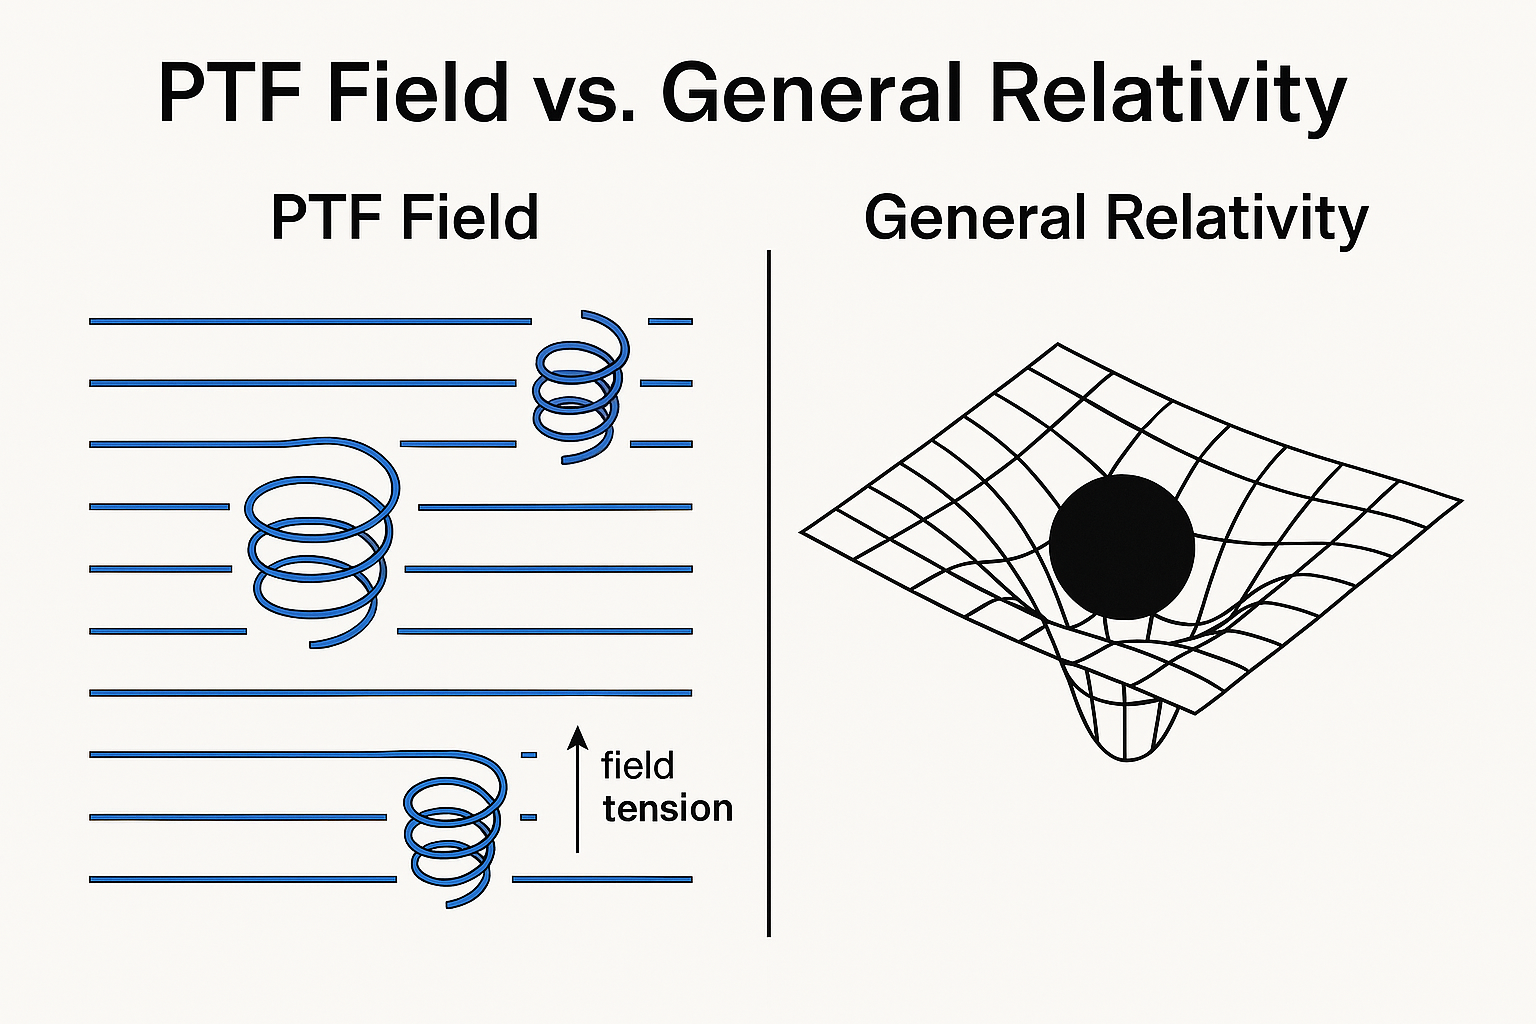 PTF Field vs. General Relativity
PTF Field
General Relativity
field
tension